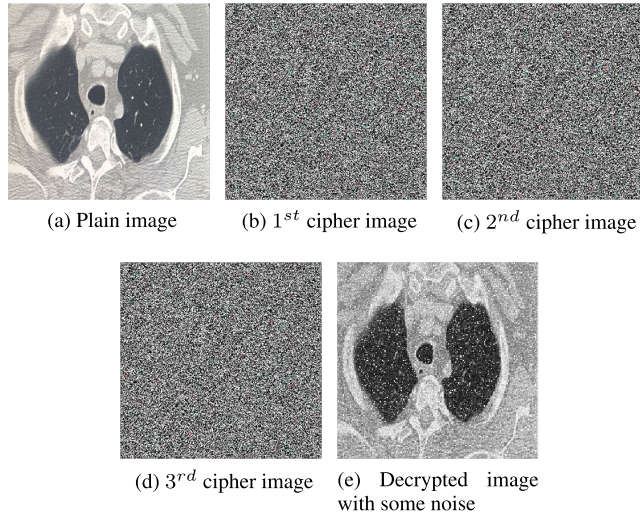 (a) Plain image
(b) 1st cipher image
(c) 2nd cipher image
(d) 3rd cipher image
(e) Decrypted image
with some noise